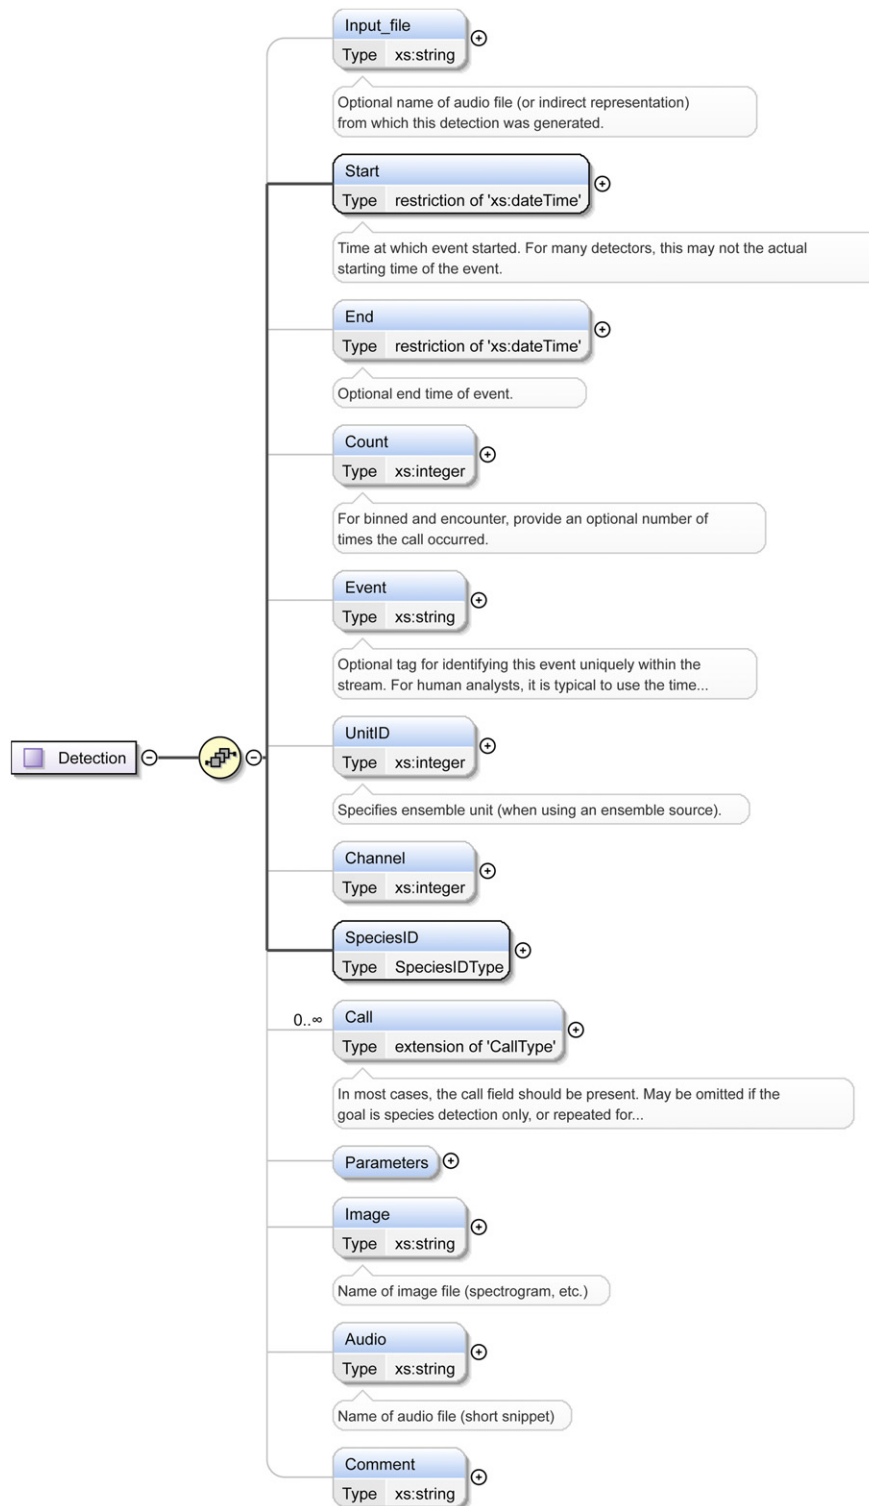 Input_file
Type xs:string
Optional name of audio file (or indirect representation)
from which this detection was generated.
Start
Type restriction of 'xs:dateTime'
Time at which event started. For many detectors, this may not the actual
starting time of the event.
End
Type restriction of 'xs:dateTime'
Optional end time of event.
Count
Type xs:integer
For binned and encounter, provide an optional number of
times the call occurred.
Event
Type xs:string
Optional tag for identifying this event uniquely within the
stream. For human analysts, it is typical to use the time...
Detection
UnitID
Type xs:integer
Specifies ensemble unit (when using an ensemble source).
Channel
Type xs:integer
SpeciesID
Type SpeciesIDType
0..∞
Call
Type extension of 'CallType'
In most cases, the call field should be present. May be omitted if the
goal is species detection only, or repeated for...
Parameters
Image
Type xs:string
Name of image file (spectrogram, etc.)
Audio
Type xs:string
Name of audio file (short snippet)
Comment
Type xs:string